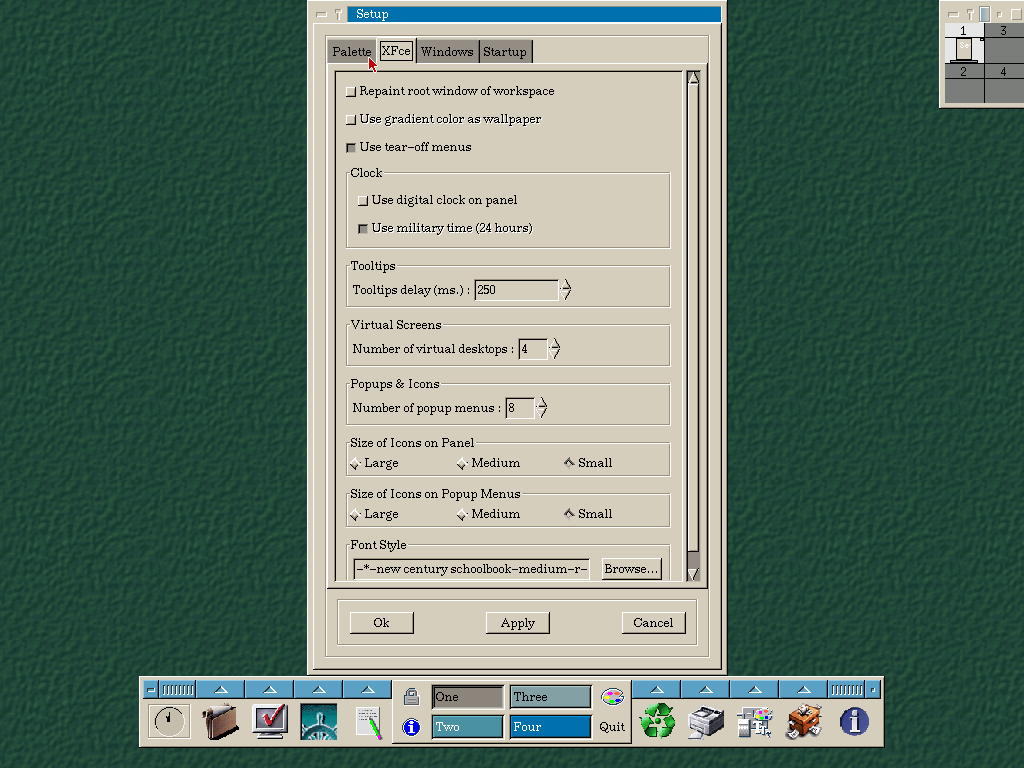 Setup
1 3
2 4
Palette XFce Windows Startup
Repaint root window of workspace
Use gradient color as wallpaper
Use tear-off menus
Clock
Use digital clock on panel
Use military time (24 hours)
Tooltips
Tooltips delay (ms.) : 250
Virtual Screens
Number of virtual desktops : 4
Popups & Icons
Number of popup menus : 8
Size of Icons on Panel
Large Medium Small
Size of Icons on Popup Menus
Large Medium Small
Font Style
-*-new century schoolbook-medium-r- Browse...
Ok Apply Cancel
One Three
Two Four Quit